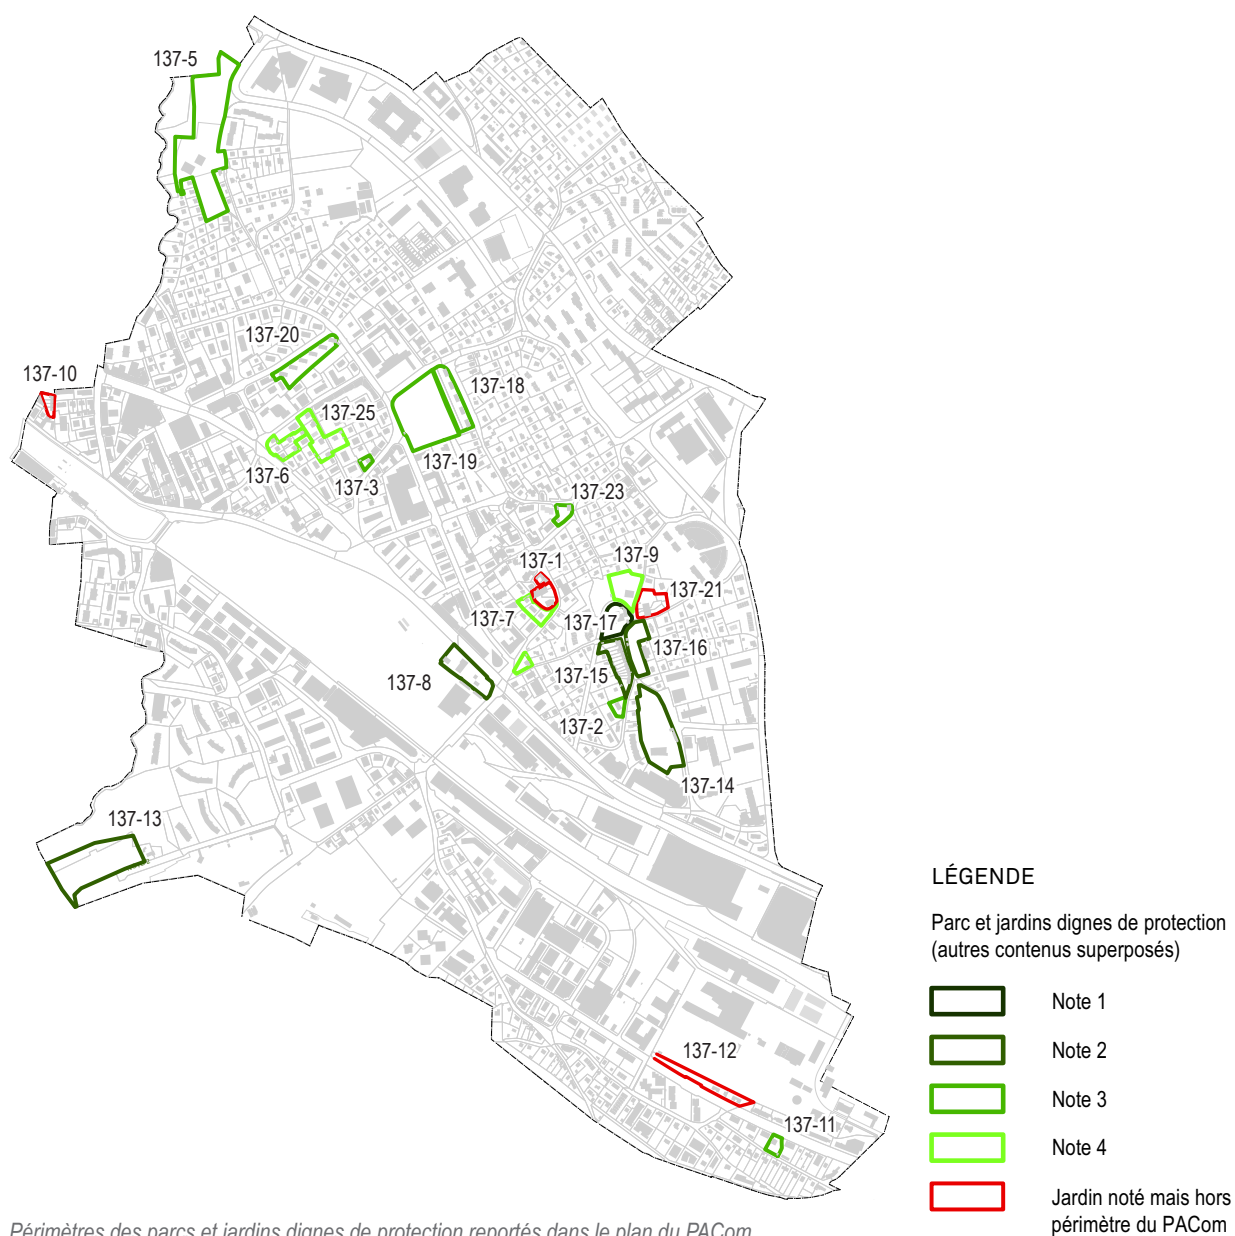 137-5
137-20
137-10
137-18
137-25
137-6
137-19
137-3
137-23
137-1
137-9
137-21
137-7
137-17
137-16
137-15
137-8
137-2
137-14
137-13
137-12
137-11
LÉGENDE
Parc et jardins dignes de protection
(autres contenus superposés)
Note 1
Note 2
Note 3
Note 4
Jardin noté mais hors
périmètre du PACom
Périmètres des parcs et jardins dignes de protection reportés dans le plan du PACom